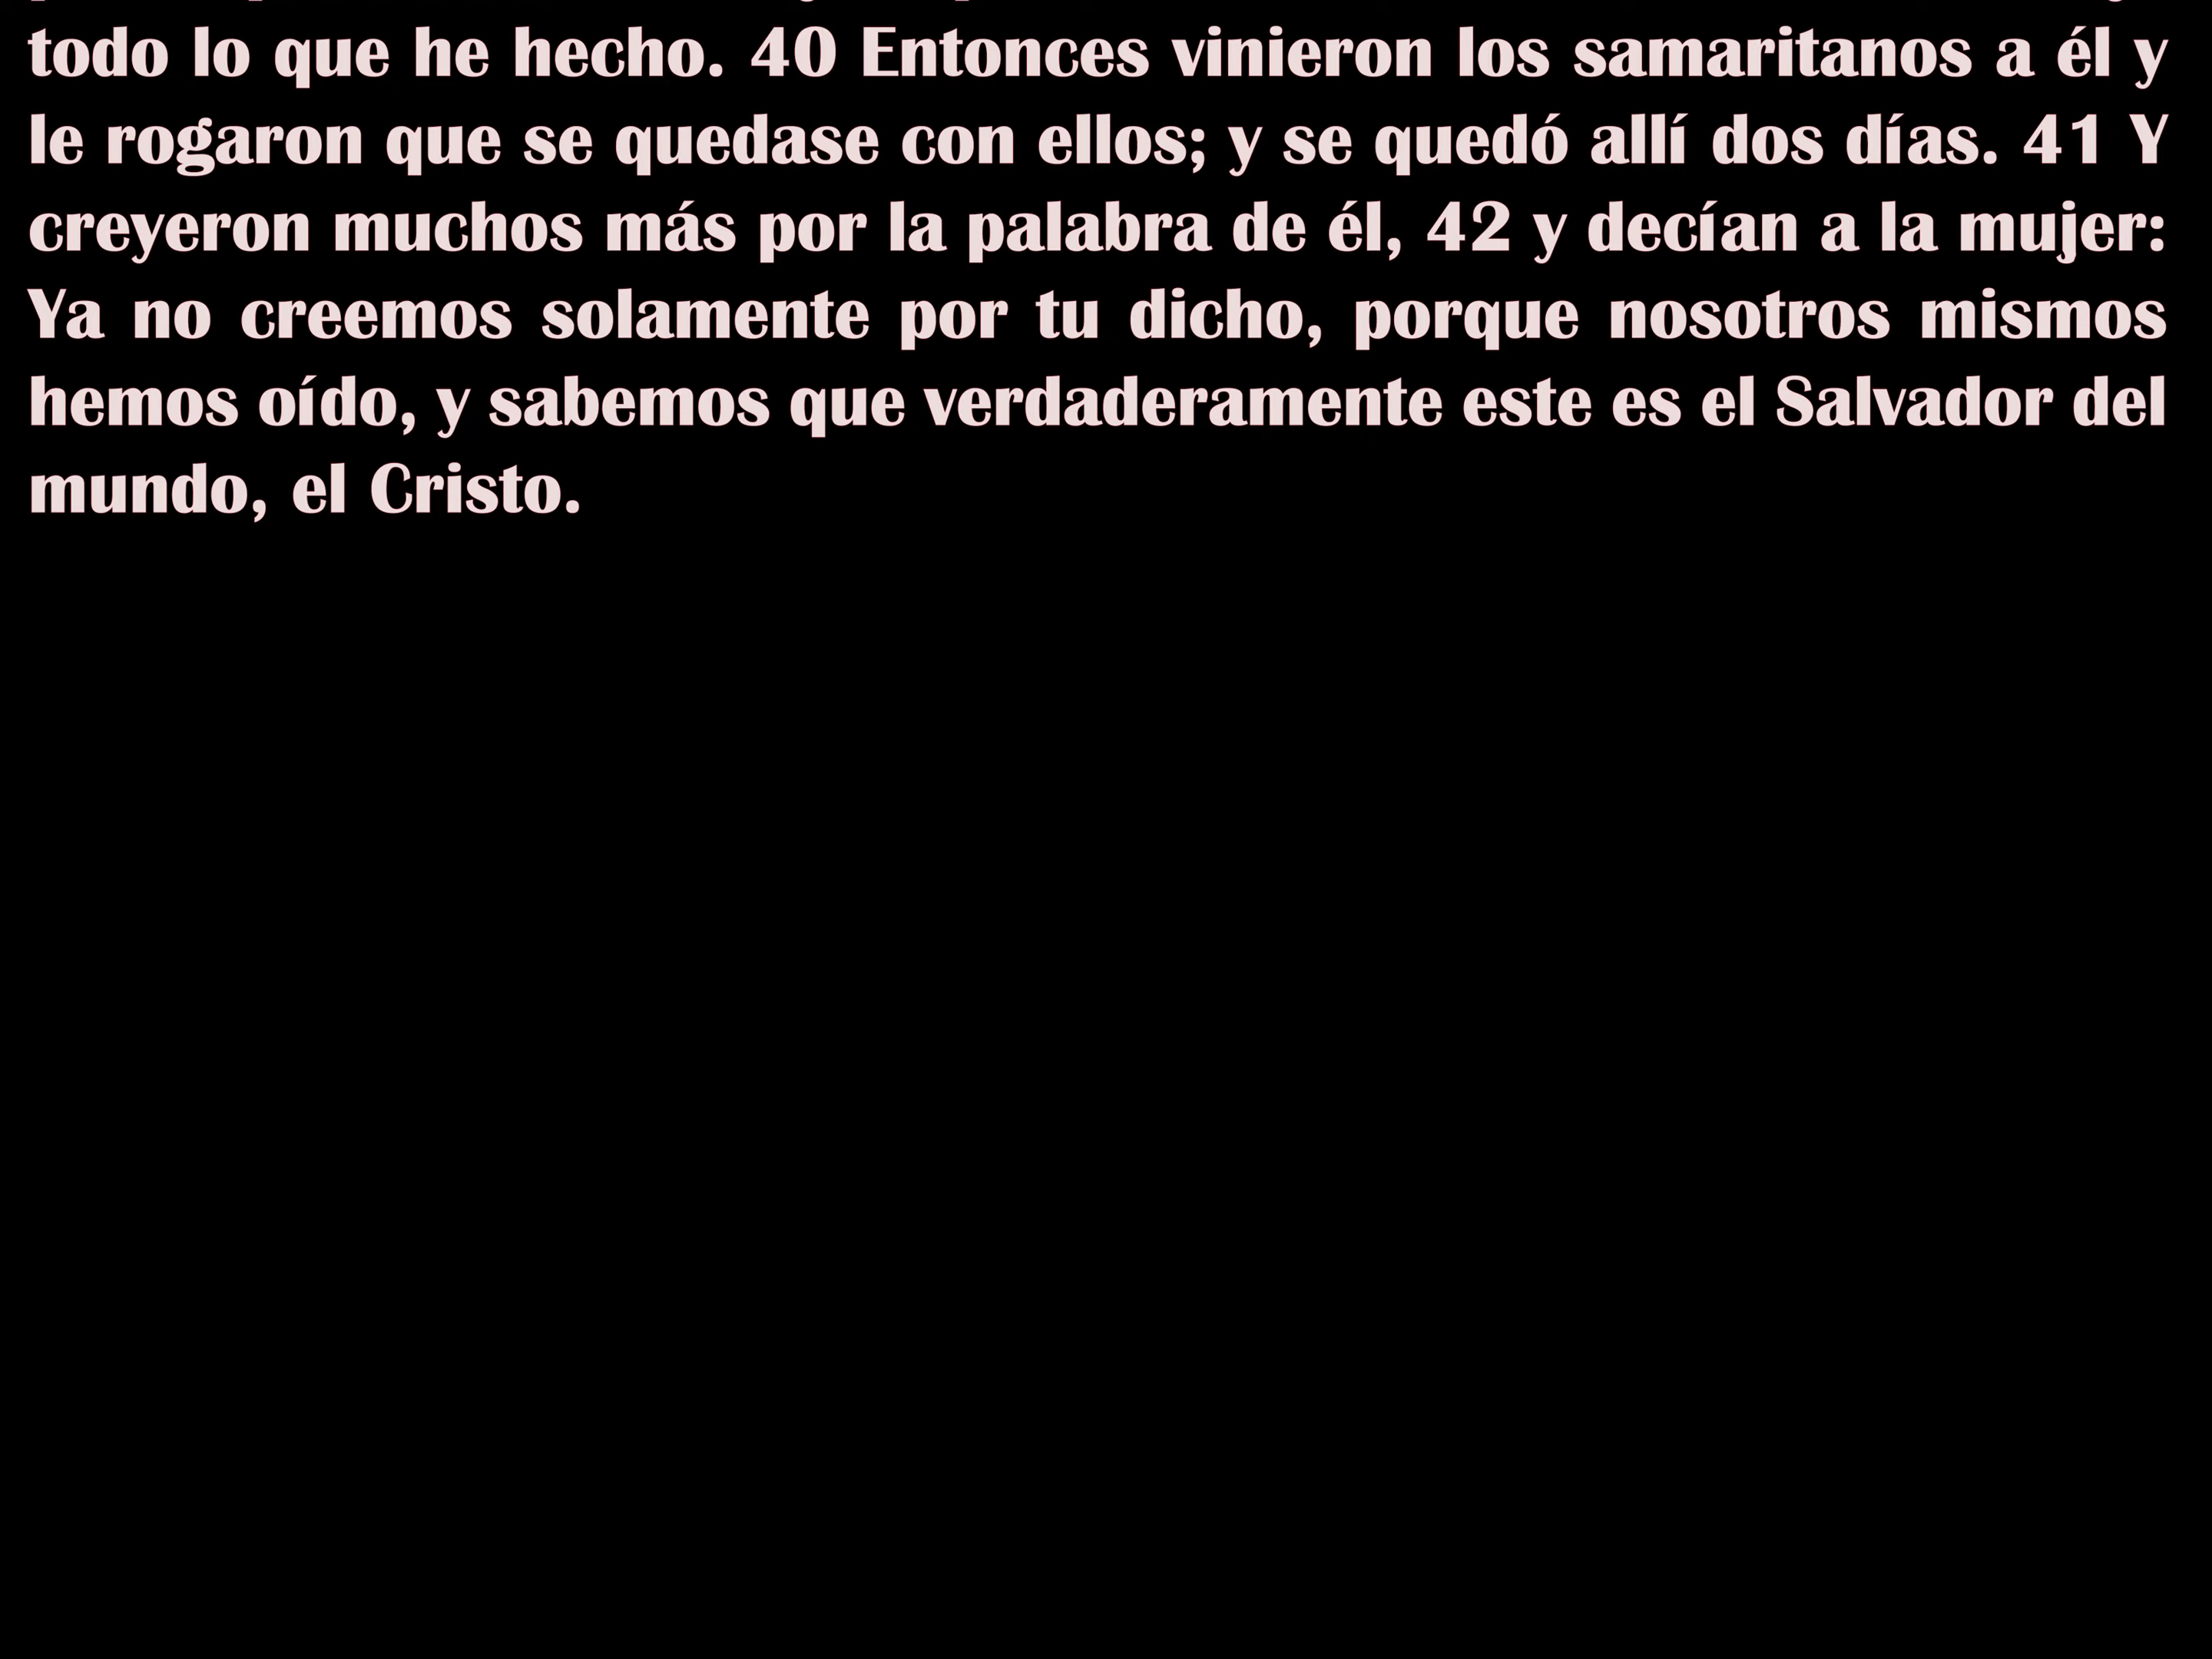 todo lo que he hecho. 40 Entonces vinieron los samaritanos a él y
le rogaron que se quedase con ellos; y se quedó allí dos días. 41 Y
creyeron muchos más por la palabra de él, 42 y decían a la mujer:
Ya no creemos solamente por tu dicho, porque nosotros mismos
hemos oído, y sabemos que verdaderamente este es el Salvador del
mundo, el Cristo.